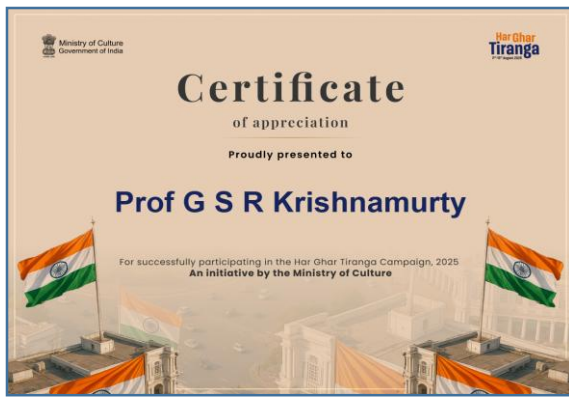 Ministry of Culture
Government of India
Har Ghar
Tiranga
Certificate
of appreciation
Proudly presented to
Prof G S R Krishnamurty
For successfully participating in the Har Ghar Tiranga Campaign, 2025
An initiative by the Ministry of Culture